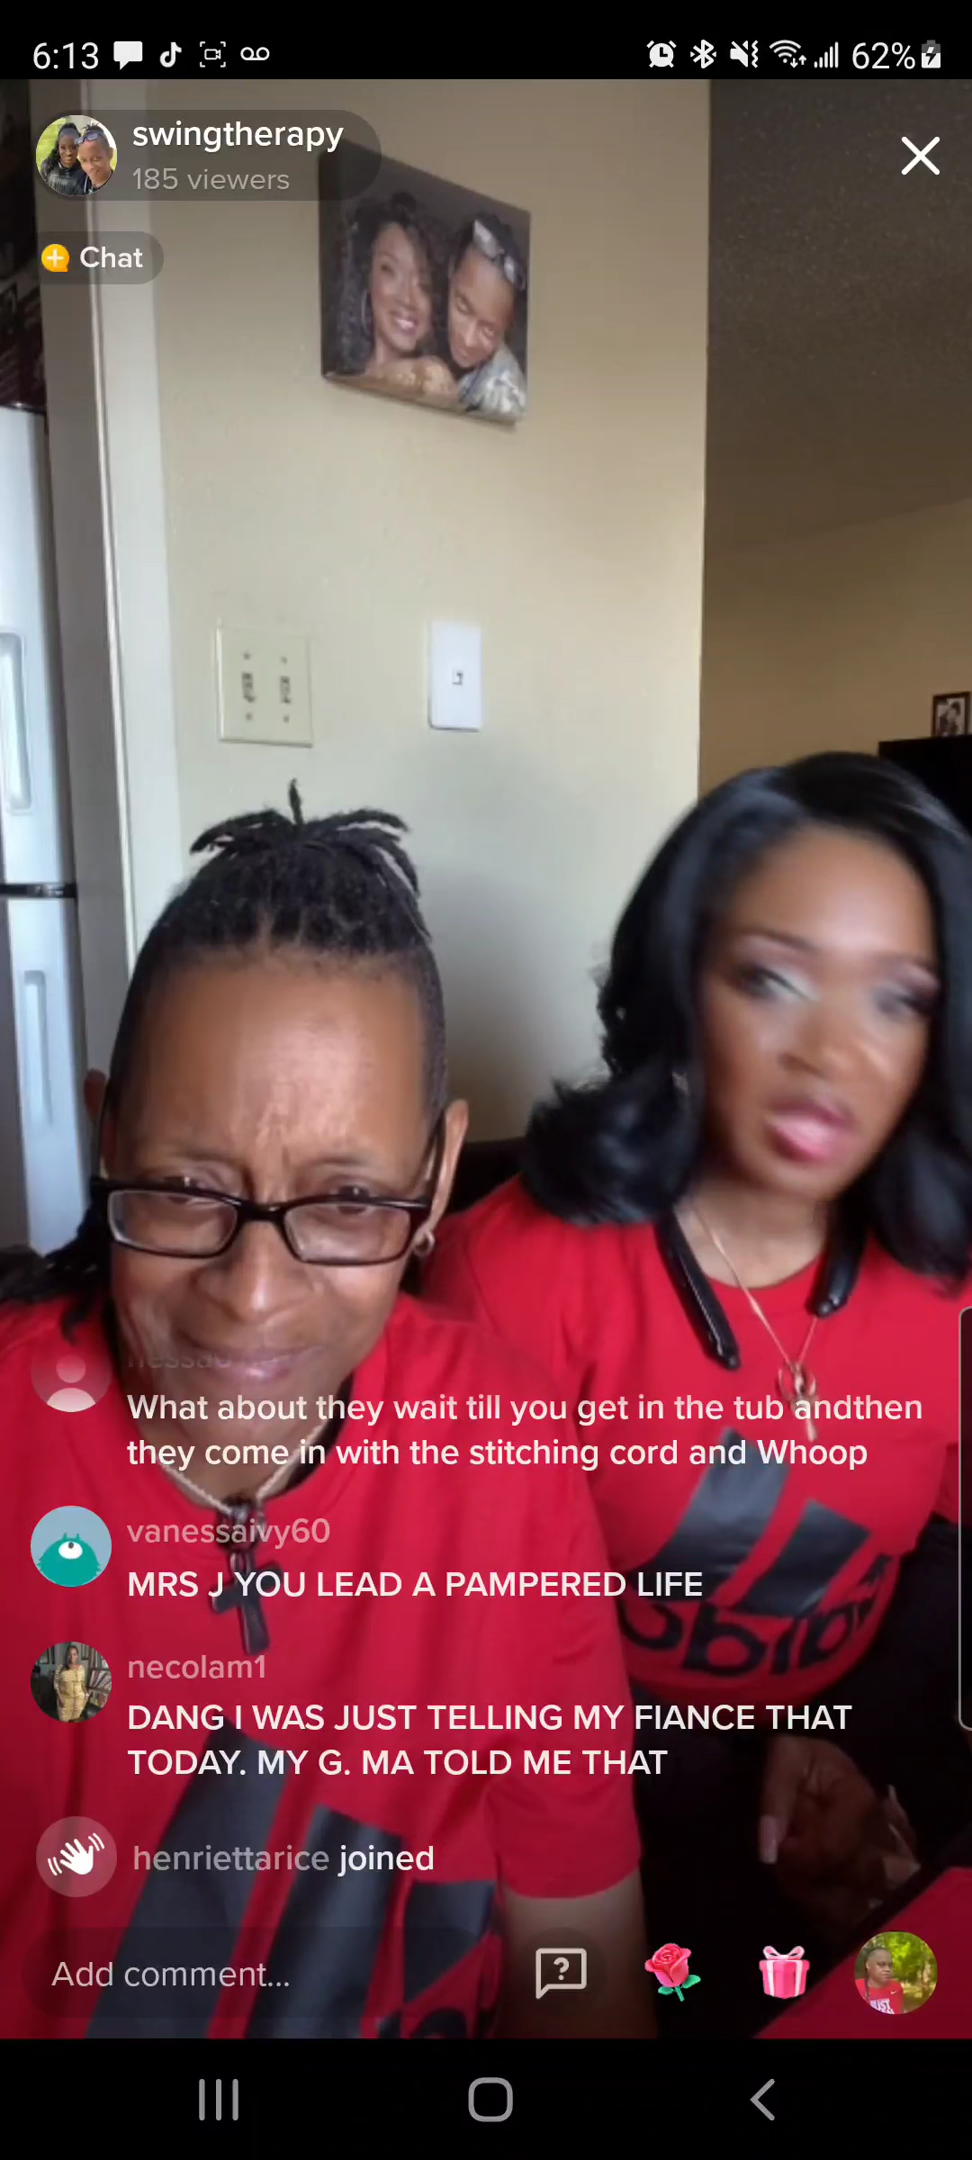 6:13
62%
swingtherapy
185 viewers
Chat
What about they wait till you get in the tub andthen
they come in with the stitching cord and Whoop
vanessaivy60
MRS J YOU LEAD A PAMPERED LIFE
necolam1
DANG I WAS JUST TELLING MY FIANCE THAT
TODAY. MY G. MA TOLD ME THAT
henriettarice joined
Add comment...